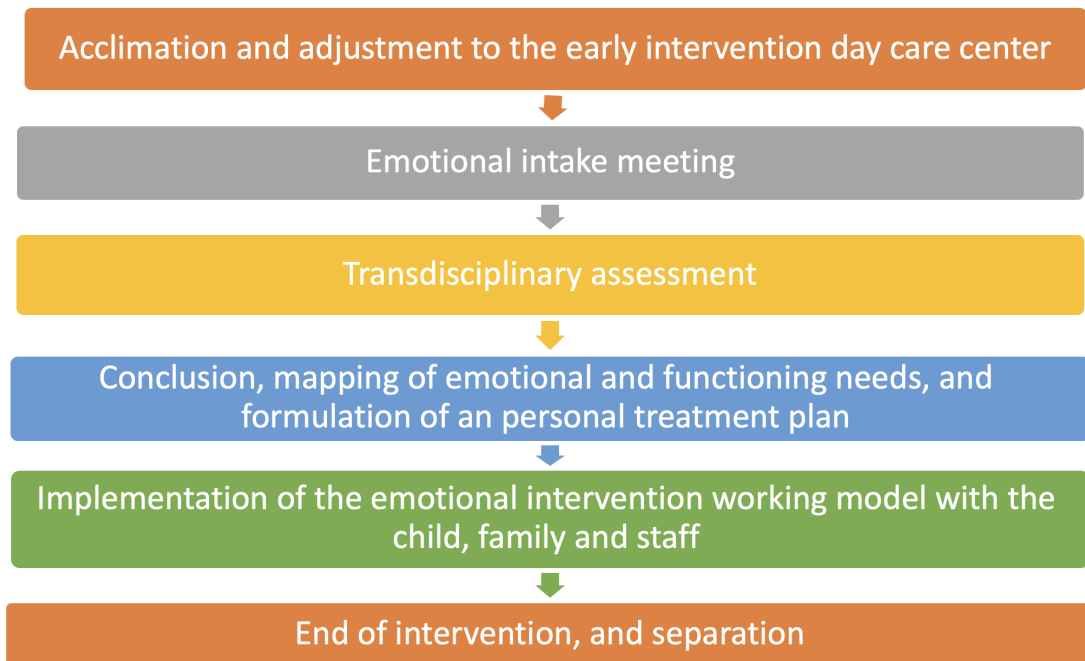 Acclimation and adjustment to the early intervention day care center
Emotional intake meeting
Transdisciplinary assessment
Conclusion, mapping of emotional and functioning needs, and
formulation of an personal treatment plan
Implementation of the emotional intervention working model with the
child, family and staff
End of intervention, and separation